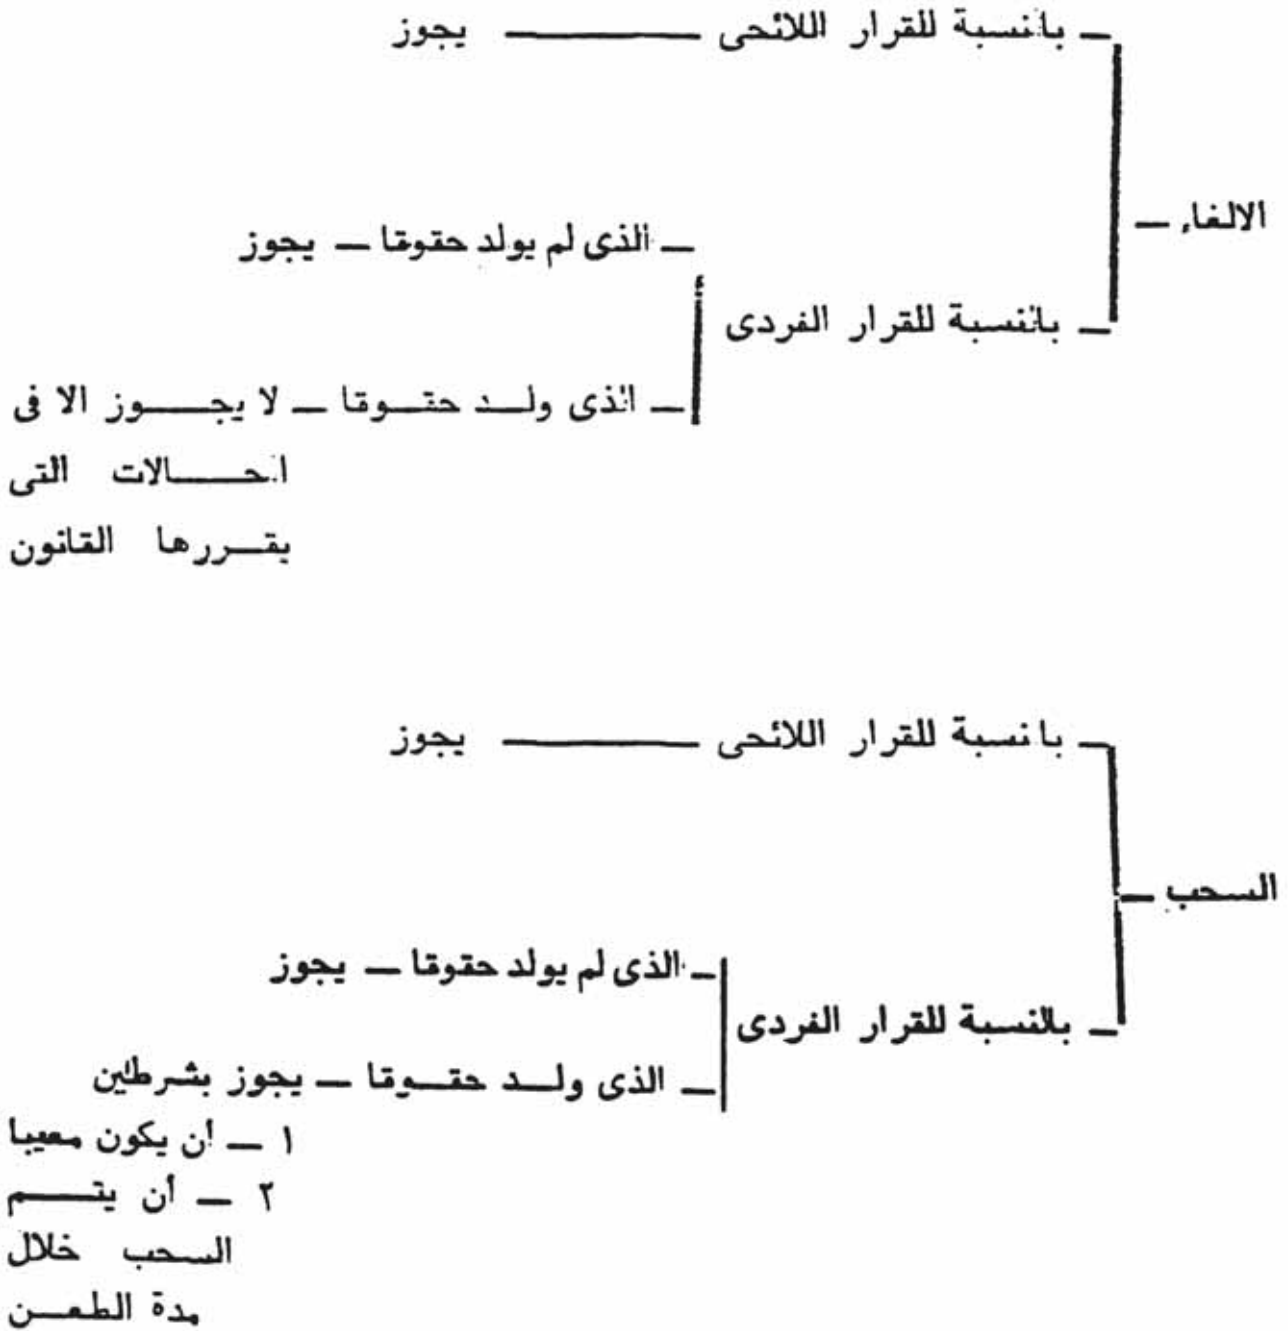 — بالنسبة للقرار اللائحى ——— يجوز
الالغاء —
— الذى لم يولد حقوقا — يجوز
— بالنسبة للقرار الفردى
— الذى ولد حقوقا — لا يجوز الا فى
الحالات التى
يقررها القانون
— بالنسبة للقرار اللائحى ——— يجوز
السحب —
— الذى لم يولد حقوقا — يجوز
— بالنسبة للقرار الفردى
— الذى ولد حقوقا — يجوز بشرطين
١ — أن يكون معيبا
٢ — أن يتم
السحب خلال
مدة الطعن